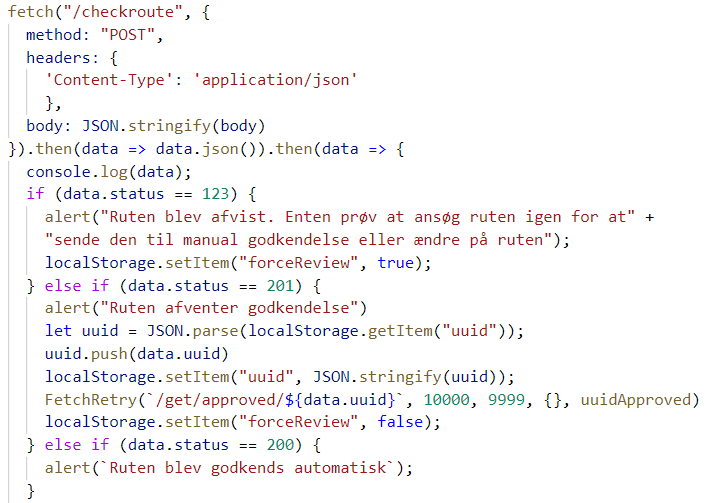 fetch("/checkroute", {
method: "POST",
headers: {
'Content-Type': 'application/json'
},
body: JSON.stringify(body)
}).then(data => data.json()).then(data => {
console.log(data);
if (data.status == 123) {
alert("Ruten blev afvist. Enten prøv at ansøg ruten igen for at" +
"sende den til manual godkendelse eller ændre på ruten");
localStorage.setItem("forceReview", true);
} else if (data.status == 201) {
alert("Ruten afventer godkendelse")
let uuid = JSON.parse(localStorage.getItem("uuid"));
uuid.push(data.uuid)
localStorage.setItem("uuid", JSON.stringify(uuid));
FetchRetry(`/get/approved/${data.uuid}`, 10000, 9999, {}, uuidApproved)
localStorage.setItem("forceReview", false);
} else if (data.status == 200) {
alert(`Ruten blev godkends automatisk`);
}